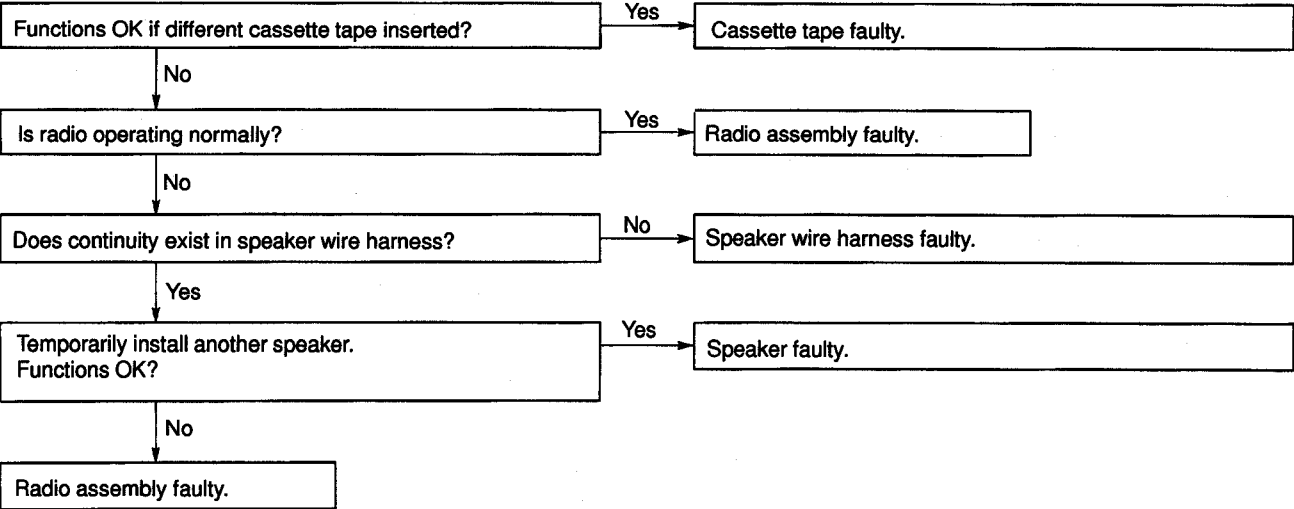 Functions OK if different cassette tape inserted?
Yes
Cassette tape faulty.
No
Is radio operating normally?
Yes
Radio assembly faulty.
No
Does continuity exist in speaker wire harness?
No
Speaker wire harness faulty.
Yes
Temporarily install another speaker.
Functions OK?
Yes
Speaker faulty.
No
Radio assembly faulty.